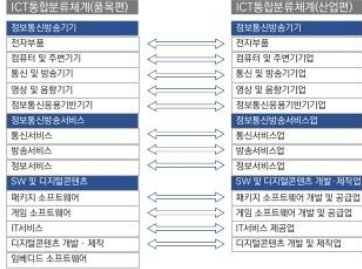 ICT통합분류체계(품목편)
정보통신방송기기
전자부품
컴퓨터 및 주변기기
통신 및 방송기기
영상 및 음향기기
정보통신응용기반기기
정보통신방송서비스
통신서비스
방송서비스
정보서비스
SW 및 디지털콘텐츠
패키지 소프트웨어
게임 소프트웨어
IT서비스
디지털콘텐츠 개발 · 제작
임베디드 소프트웨어
ICT통합분류체계(산업편)
정보통신방송기기
전자부품
컴퓨터 및 주변기기업
통신 및 방송기기업
영상 및 음향기기업
정보통신응용기반기기업
정보통신방송서비스업
통신서비스업
방송서비스업
정보서비스업
SW 및 디지털콘텐츠 개발·제작업
패키지 소프트웨어 개발 및 공급업
게임 소프트웨어 개발 및 공급업
IT서비스 제공업
디지털콘텐츠 개발 및 제작업